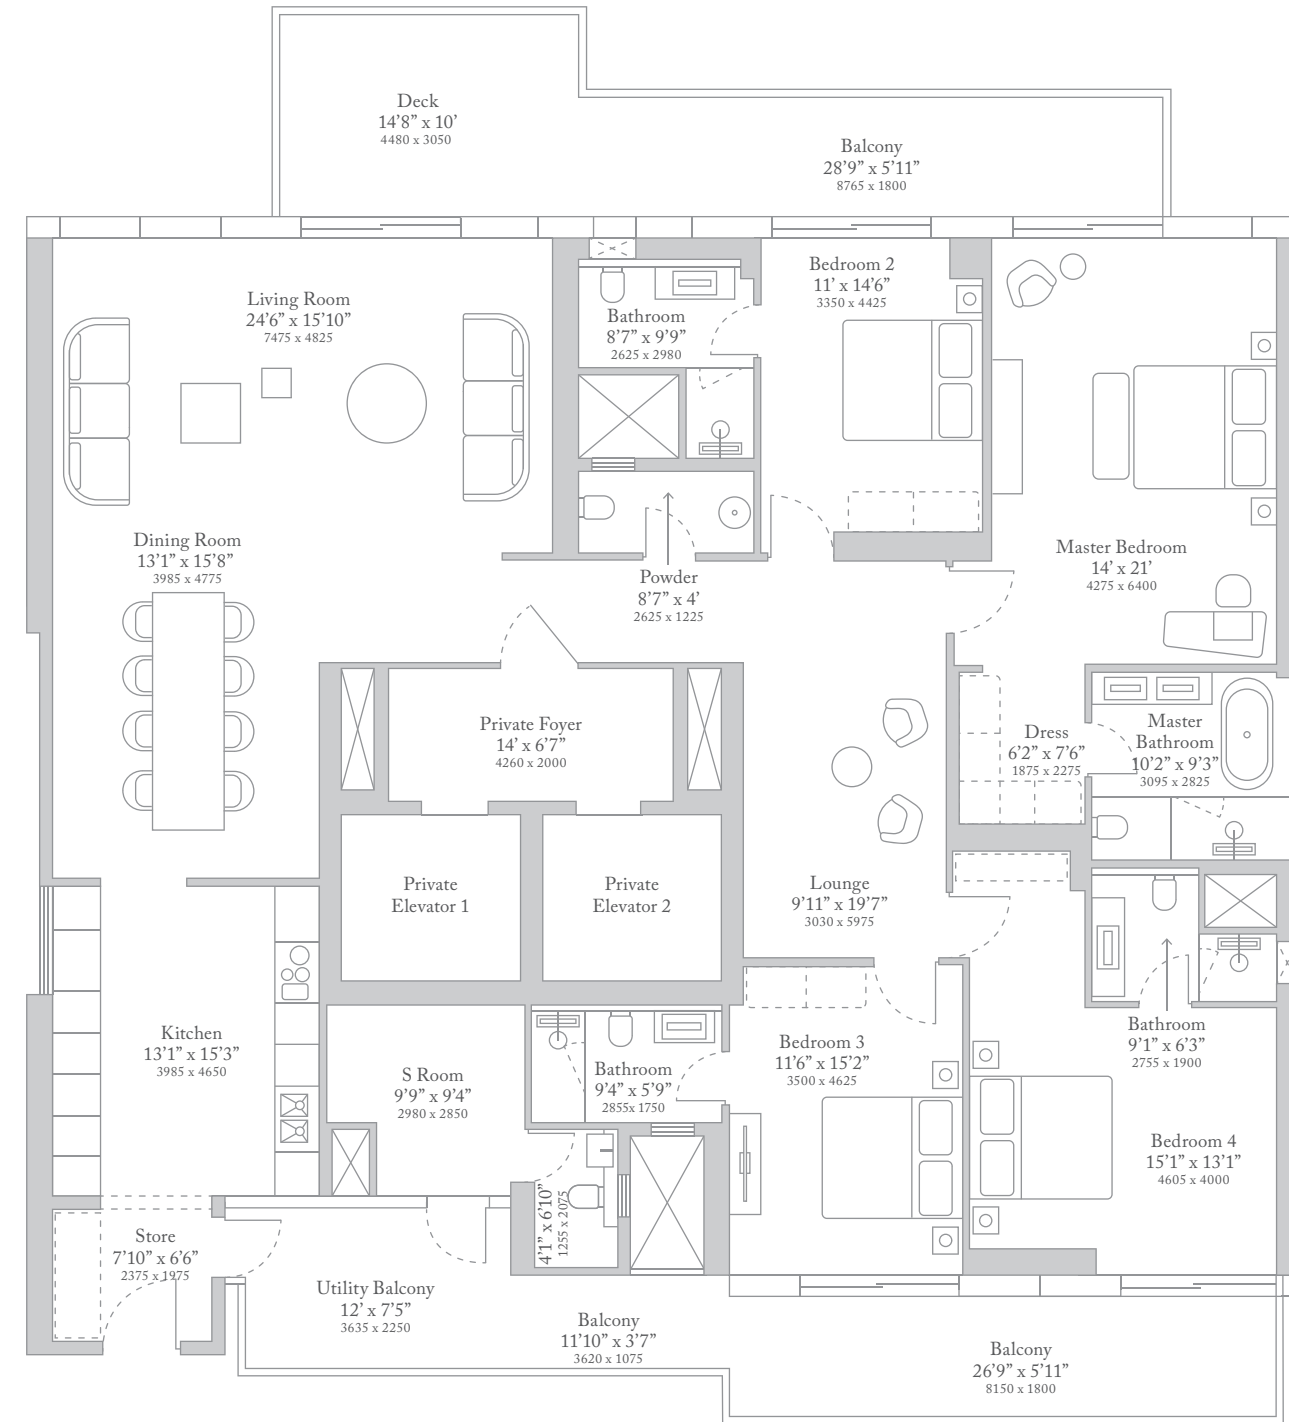 Deck
14’8” x 10’
4480 x 3050
Balcony
28’9” x 5’11”
8765 x 1800
Living Room
24’6” x 15’10”
7475 x 4825
Bathroom
8’7” x 9’9”
2625 x 2980
Bedroom 2
11’ x 14’6”
3350 x 4425
Dining Room
13’1” x 15’8”
3985 x 4775
Powder
8’7” x 4’
2625 x 1225
Master Bedroom
14’ x 21’
4275 x 6400
Private Foyer
14’ x 6’7”
4260 x 2000
Dress
6’2” x 7’6”
1875 x 2275
Master
Bathroom
10’2” x 9’3”
3095 x 2825
Private
Elevator 1
Private
Elevator 2
Lounge
9’11” x 19’7”
3030 x 5975
Kitchen
13’1” x 15’3”
3985 x 4650
S Room
9’9” x 9’4”
2980 x 2850
Bathroom
9’4” x 5’9”
2855x 1750
Bedroom 3
11’6” x 15’2”
3500 x 4625
Bathroom
9’1” x 6’3”
2755 x 1900
Bedroom 4
15’1” x 13’1”
4605 x 4000
4’1” x 6’10”
1255 x 2075
Store
7’10” x 6’6”
2375 x 1975
Utility Balcony
12’ x 7’5”
3635 x 2250
Balcony
11’10” x 3’7”
3620 x 1075
Balcony
26’9” x 5’11”
8150 x 1800